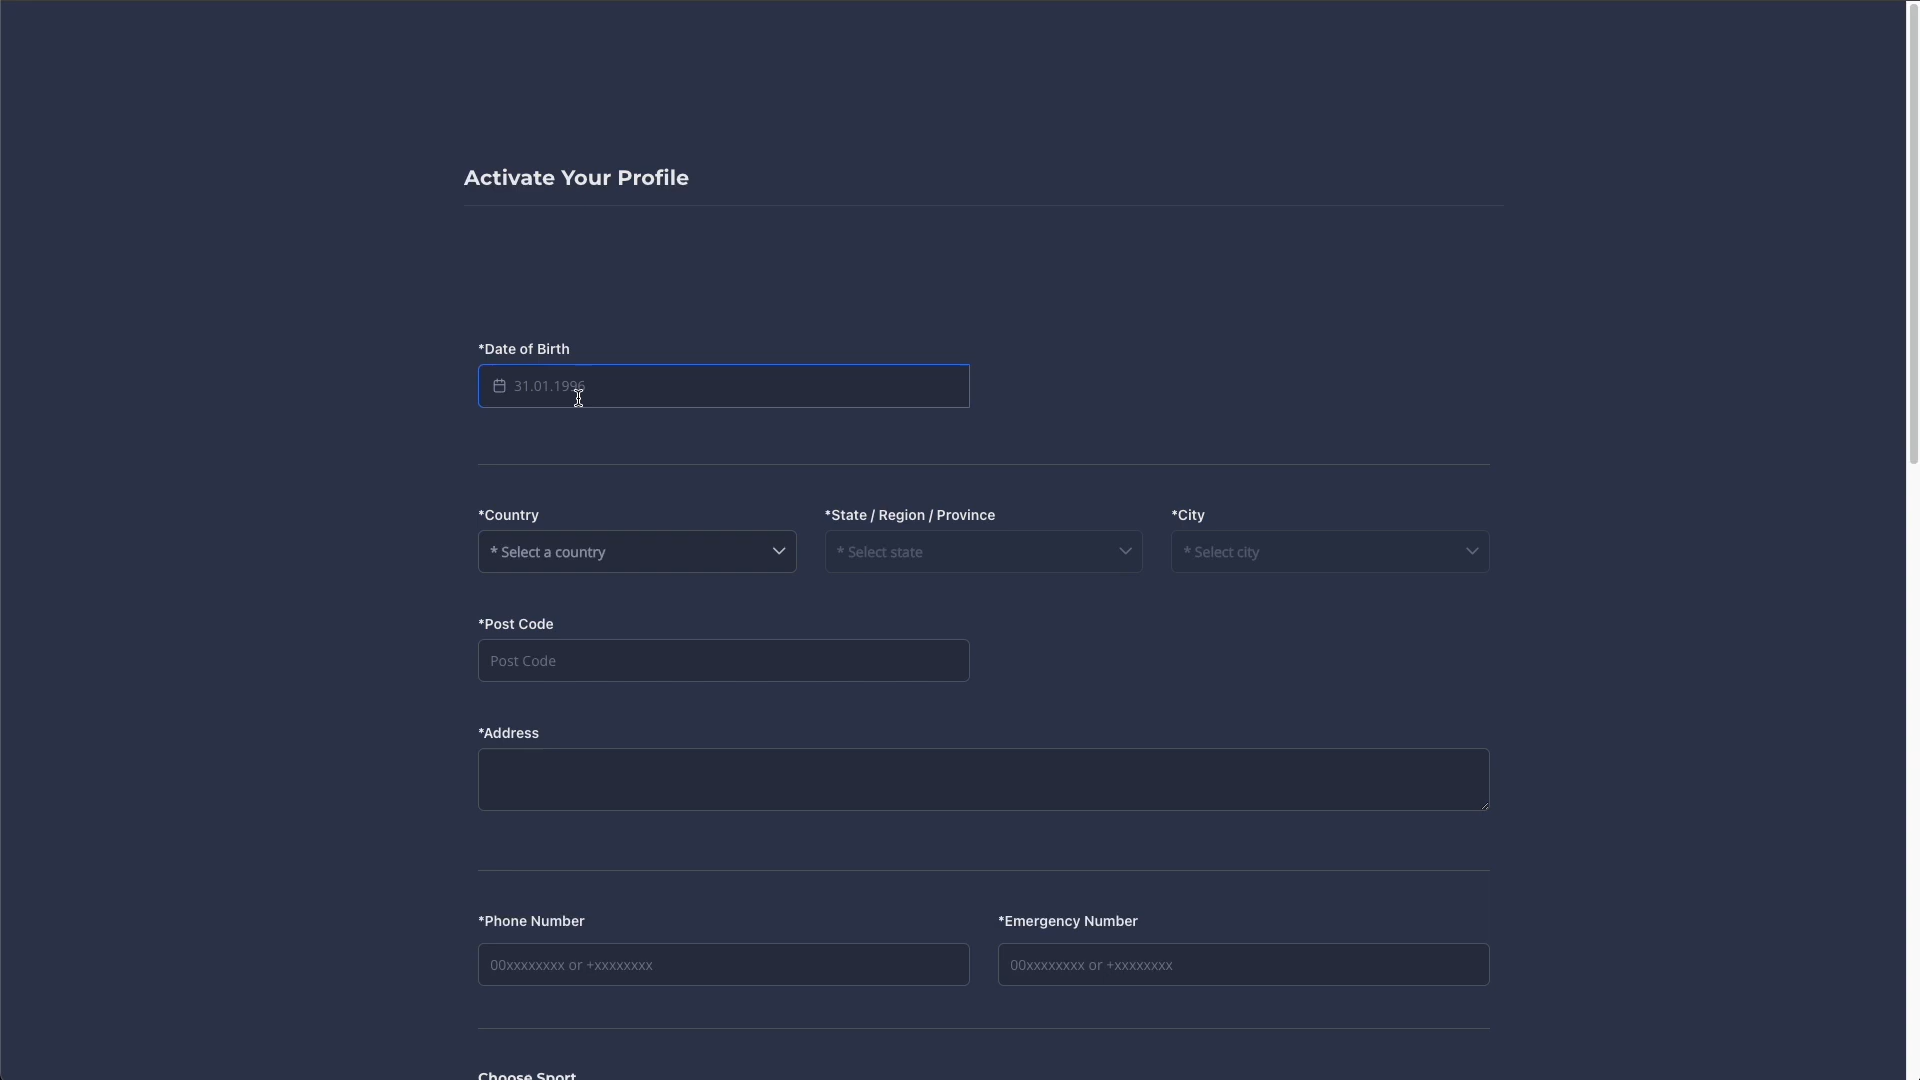 Activate Your Profile
*Date of Birth
31.01.1996
*Country
*State / Region / Province
*City
* Select a country
* Select state
* Select city
*Post Code
Post Code
*Address
*Phone Number
*Emergency Number
00xxxxxxxx or +xxxxxxxx
00xxxxxxxx or +xxxxxxxx
Choose Sport